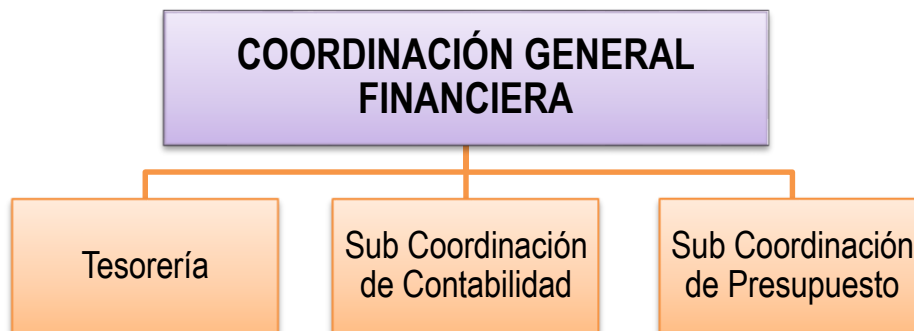 COORDINACIÓN GENERAL
FINANCIERA
Tesorería
Sub Coordinación
de Contabilidad
Sub Coordinación
de Presupuesto